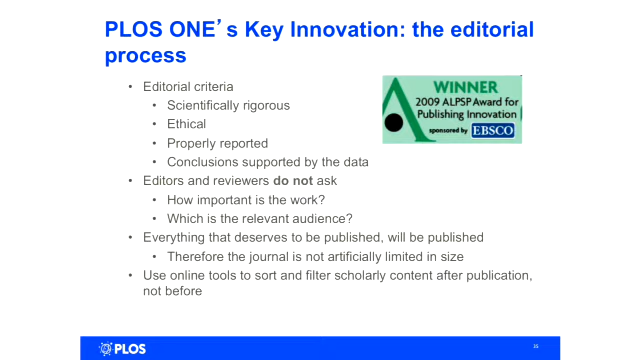 PLOS ONE’s Key Innovation: the editorial
process
• Editorial criteria
• Scientifically rigorous
• Ethical
• Properly reported
• Conclusions supported by the data
• Editors and reviewers do not ask
• How important is the work?
• Which is the relevant audience?
• Everything that deserves to be published, will be published
• Therefore the journal is not artificially limited in size
• Use online tools to sort and filter scholarly content after publication,
not before
WINNER
2009 ALPSP Award for
Publishing Innovation
sponsored by EBSCO
PLOS